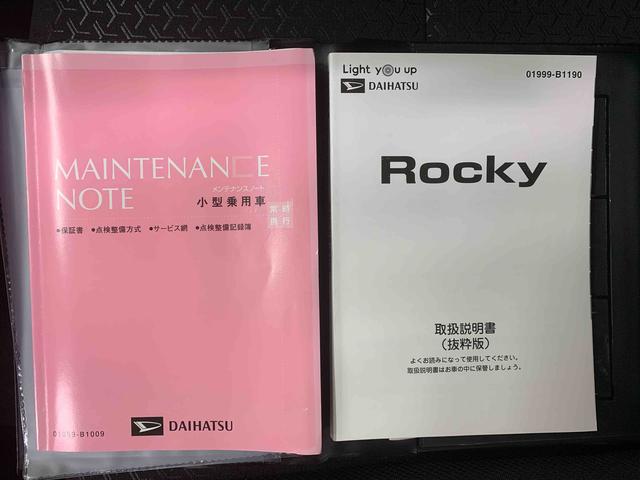 MAINTENANCE
NOTE
メンテナンスノート
小型乗用車
常時
携行
●保証書 ●点検整備方式 ●サービス網 ●点検整備記録簿
DAIHATSU
01059-B1009
Light you up
DAIHATSU
01999-B1190
Rocky
取扱説明書
(抜粋版)
よくお読みになって使用してください。
取扱説明書はお車の中に保管しましょう。